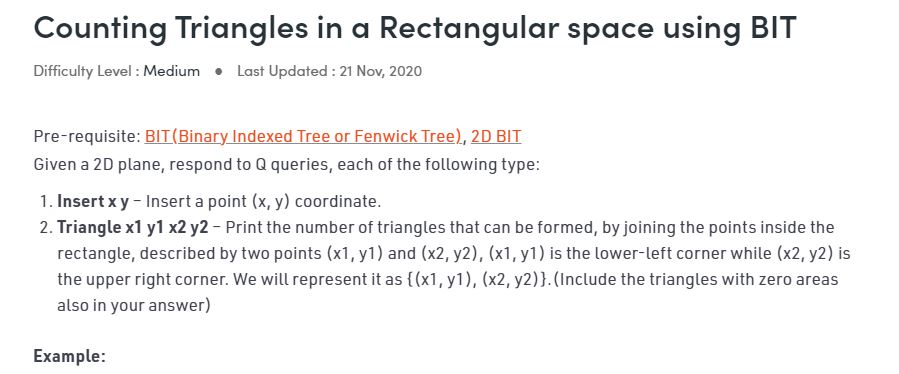 Counting Triangles in a Rectangular space using BIT
Difficulty Level : Medium ● Last Updated : 21 Nov, 2020
Pre-requisite: BIT(Binary Indexed Tree or Fenwick Tree), 2D BIT
Given a 2D plane, respond to Q queries, each of the following type:
1. Insert x y – Insert a point (x, y) coordinate.
2. Triangle x1 y1 x2 y2 – Print the number of triangles that can be formed, by joining the points inside the
rectangle, described by two points (x1, y1) and (x2, y2), (x1, y1) is the lower-left corner while (x2, y2) is
the upper right corner. We will represent it as {(x1, y1), (x2, y2)}.(Include the triangles with zero areas
also in your answer)
Example: